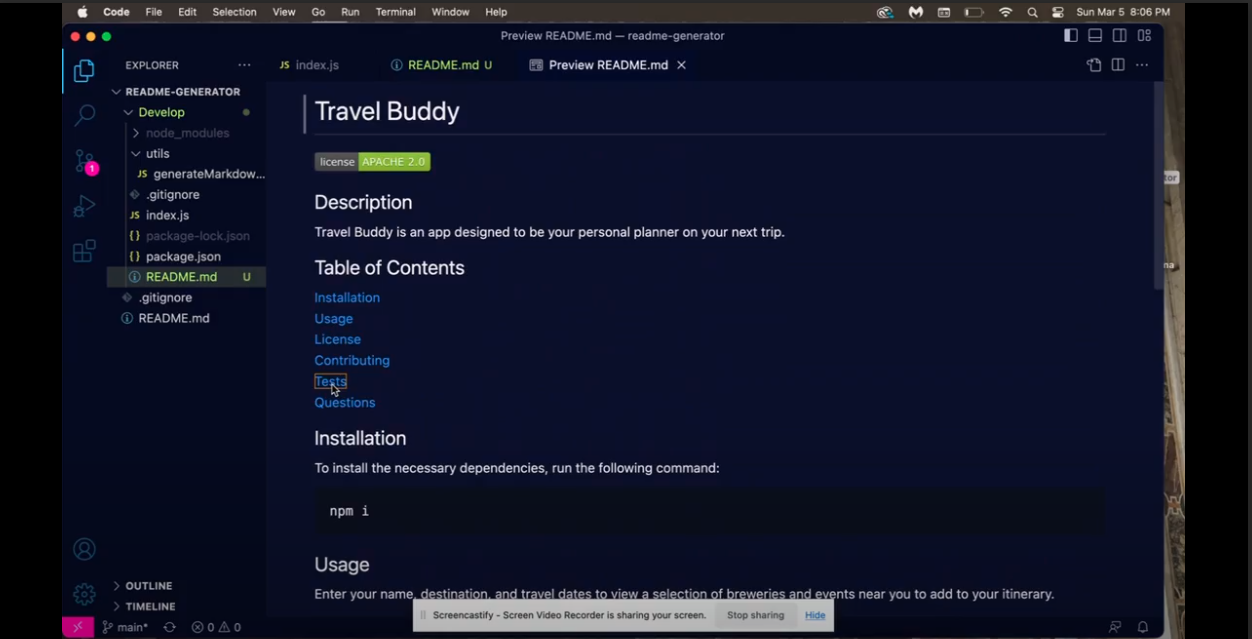 Code File Edit Selection View Go Run Terminal Window Help Sun Mar 5 8:06 PM
Preview README.md — readme-generator
EXPLORER
JS index.js README.md U Preview README.md
README-GENERATOR
Develop
node_modules
utils
JS generateMarkdow...
.gitignore
JS index.js
{} package-lock.json
{} package.json
README.md U
.gitignore
README.md
1
OUTLINE
TIMELINE
Travel Buddy
license APACHE 2.0
Description
Travel Buddy is an app designed to be your personal planner on your next trip.
Table of Contents
Installation
Usage
License
Contributing
Tests
Questions
Installation
To install the necessary dependencies, run the following command:
npm i
Usage
Enter your name, destination, and travel dates to view a selection of breweries and events near you to add to your itinerary.
Screencastify - Screen Video Recorder is sharing your screen. Stop sharing Hide
main* 0 0
tor
na